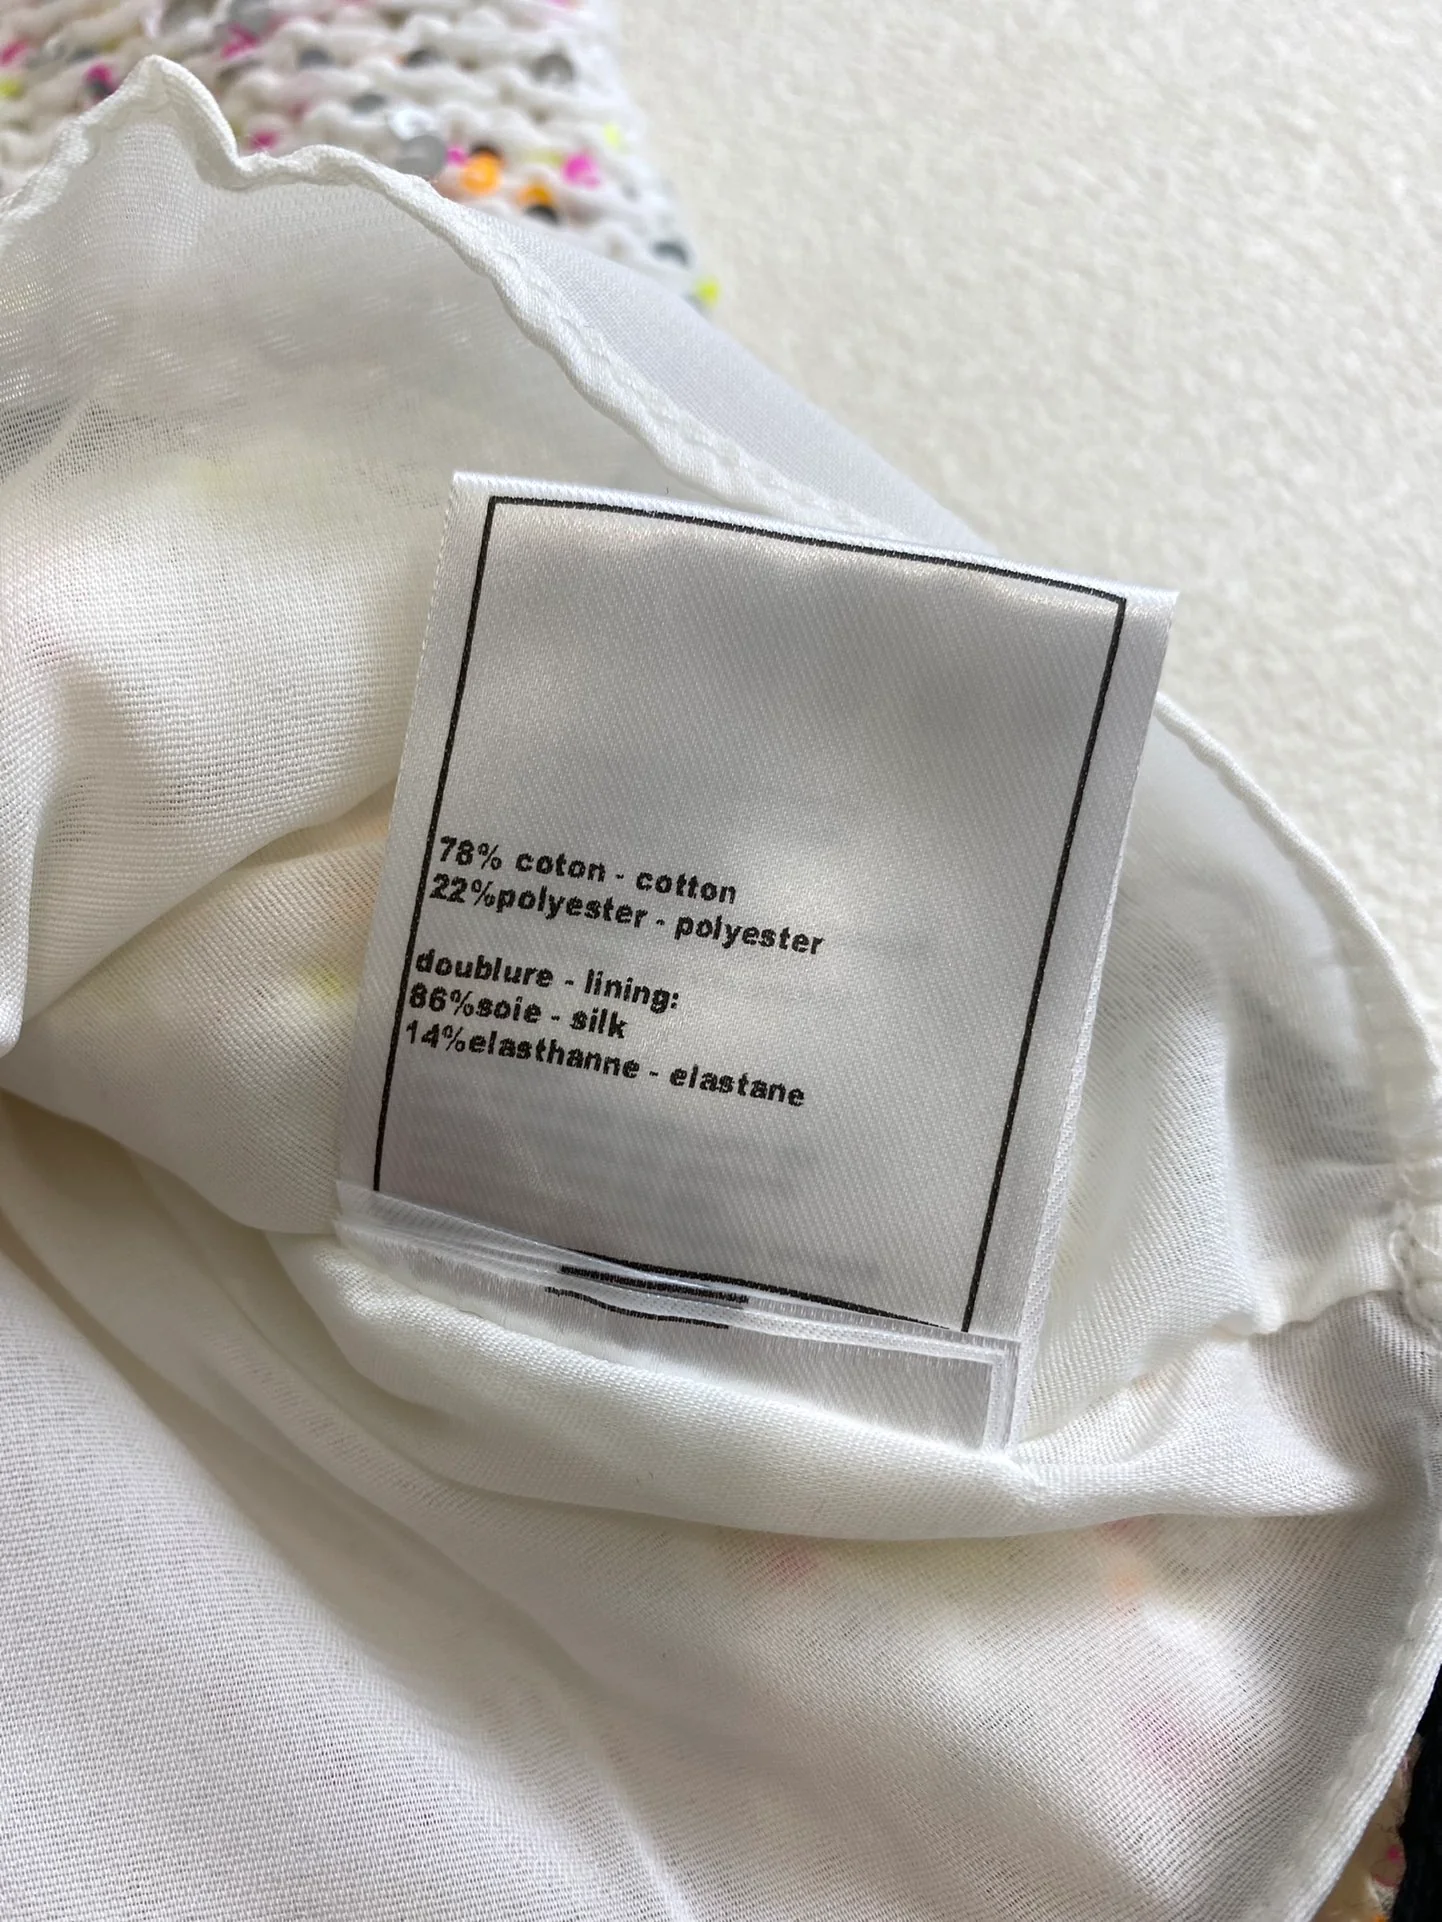 78% coton - cotton
22%polyester - polyester
doublure - lining:
86%soie - silk
14%elasthanne - elastane